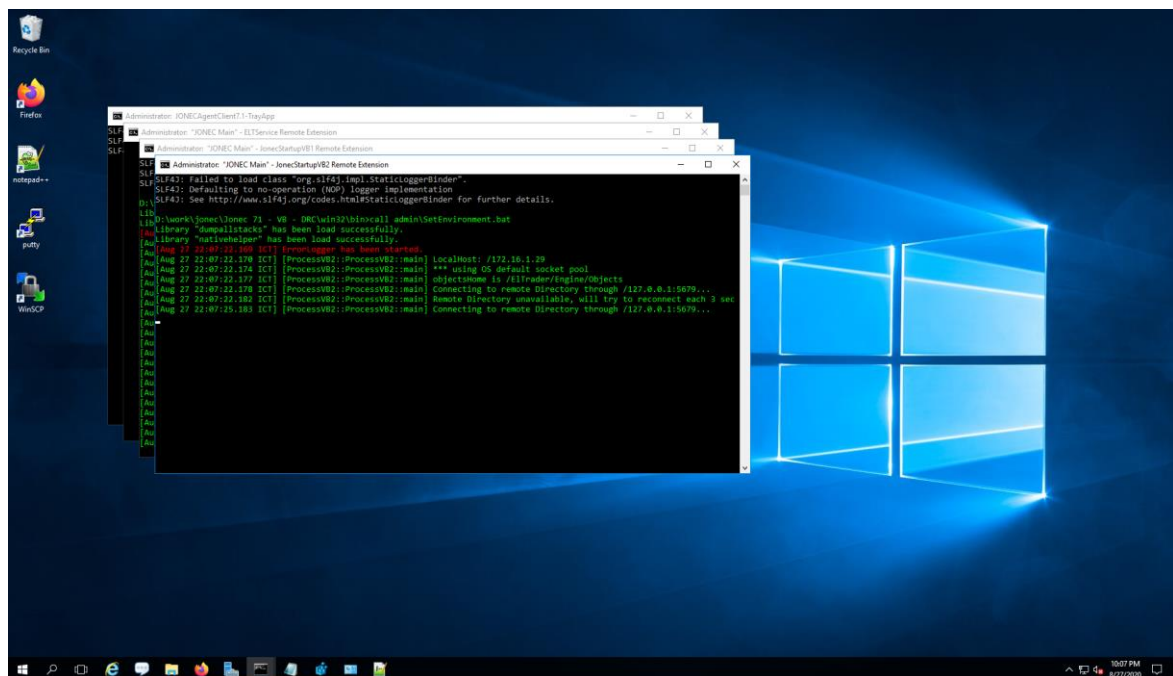 Recycle Bin
Firefox
notepad++
putty
WinSCP
Administrator: JONECAgentClient7.1-TrayApp
Administrator: "JONEC Main" - ELTService Remote Extension
Administrator: "JONEC Main" - JonecStartupVB1 Remote Extension
Administrator: "JONEC Main" - JonecStartupVB2 Remote Extension
SLF4J: Failed to load class "org.slf4j.impl.StaticLoggerBinder".
SLF4J: Defaulting to no-operation (NOP) logger implementation
SLF4J: See http://www.slf4j.org/codes.html#StaticLoggerBinder for further details.
D:\work\jonec\Jonec 71 - VB - DRC\win32\bin>call admin\SetEnvironment.bat
Library "dumpallstacks" has been load successfully.
Library "nativehelper" has been load successfully.
[Aug 27 22:07:22.169 ICT] ErrorLogger has been started.
[Aug 27 22:07:22.170 ICT] [ProcessVB2::ProcessVB2::main] LocalHost: /172.16.1.29
[Aug 27 22:07:22.174 ICT] [ProcessVB2::ProcessVB2::main] *** using OS default socket pool
[Aug 27 22:07:22.177 ICT] [ProcessVB2::ProcessVB2::main] objectsHome is /ElTrader/Engine/Objects
[Aug 27 22:07:22.178 ICT] [ProcessVB2::ProcessVB2::main] Connecting to remote Directory through /127.0.0.1:5679...
[Aug 27 22:07:22.182 ICT] [ProcessVB2::ProcessVB2::main] Remote Directory unavailable, will try to reconnect each 3 sec
[Aug 27 22:07:25.183 ICT] [ProcessVB2::ProcessVB2::main] Connecting to remote Directory through /127.0.0.1:5679...
10:07 PM
8/27/2020